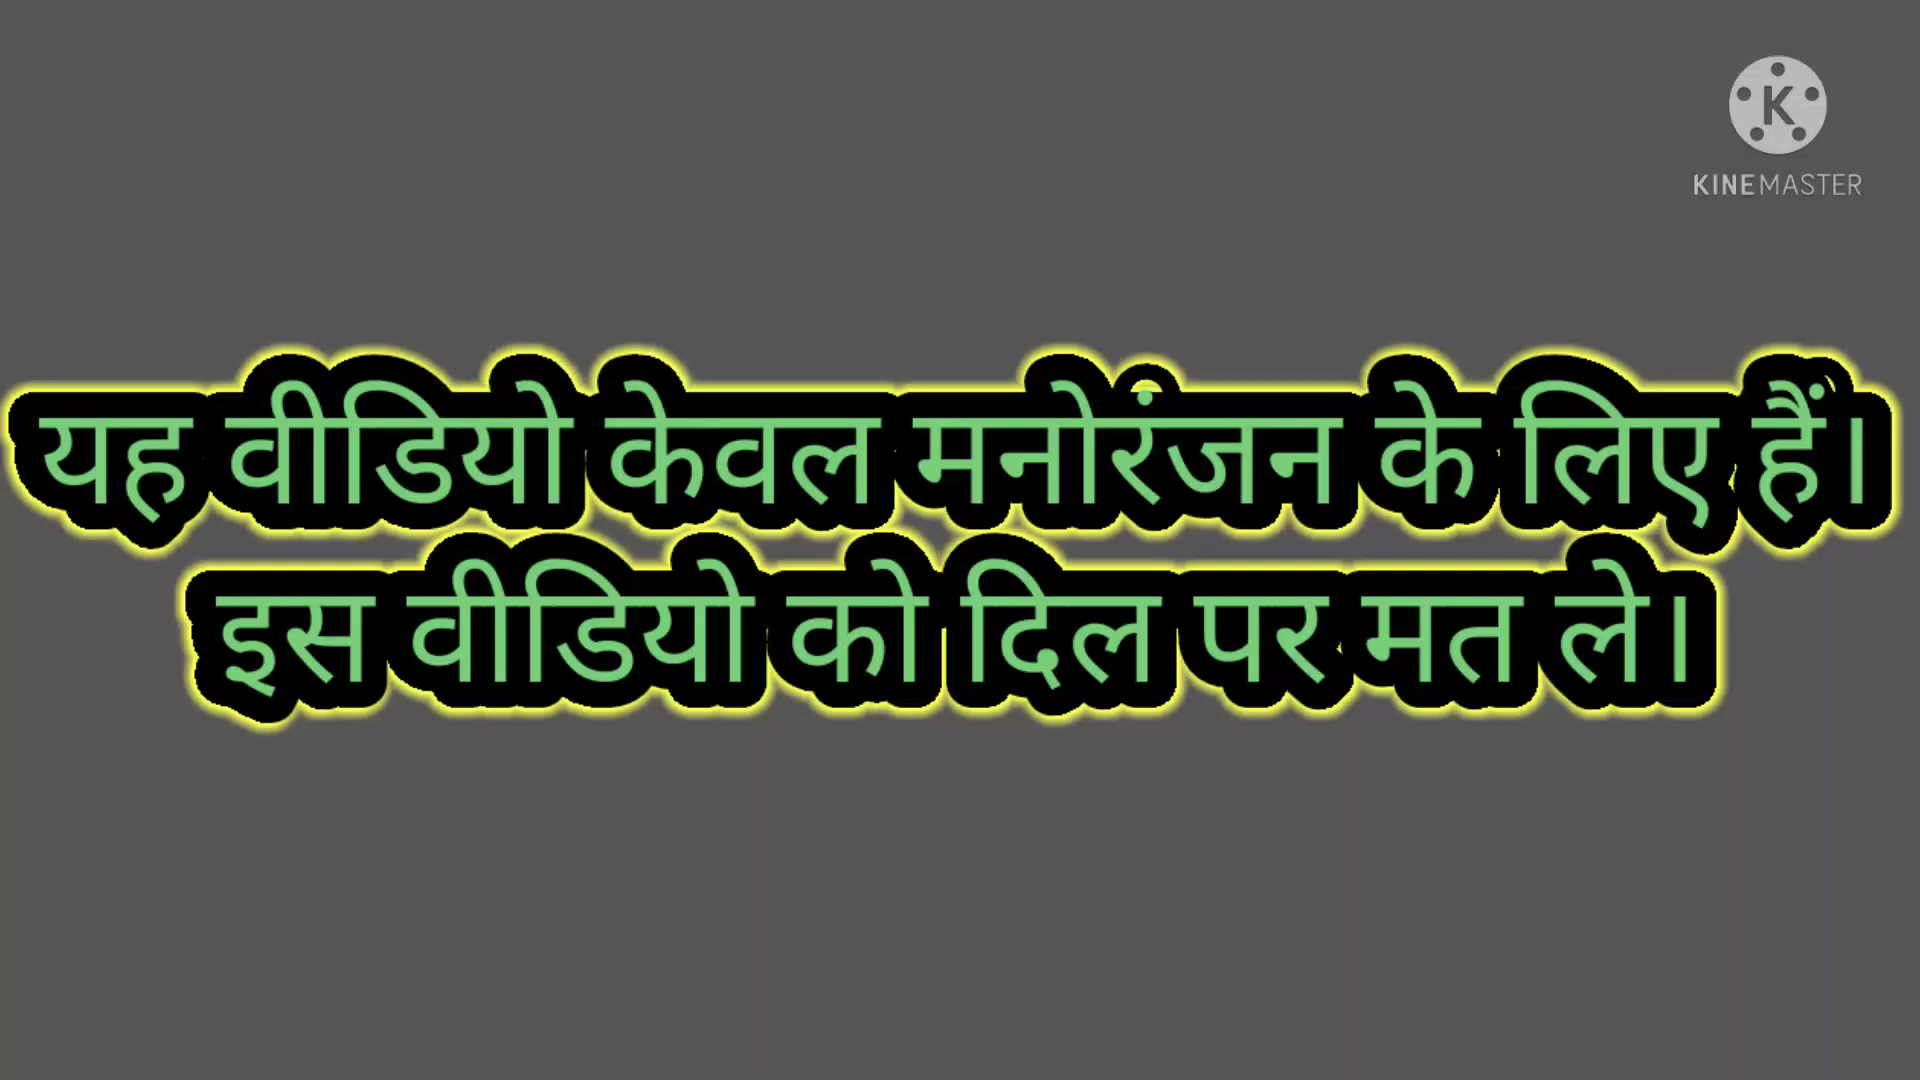 KINEMASTER
यह वीडियो केवल मनोरंजन के लिए हैं।
इस वीडियो को दिल पर मत ले।